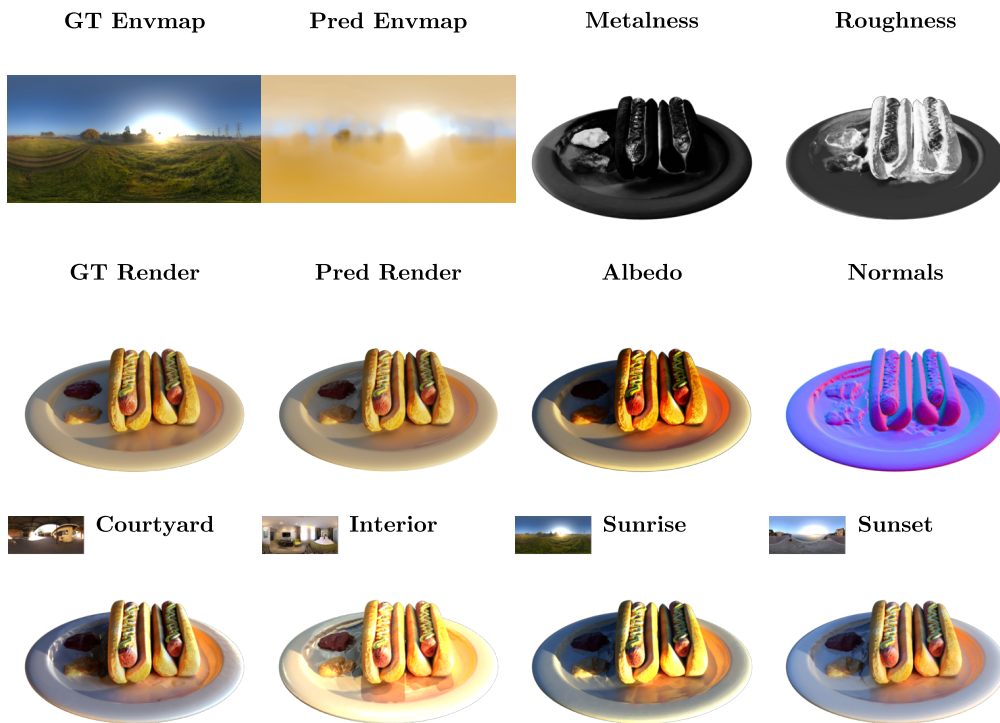 GT Envmap
Pred Envmap
Metalness
Roughness
GT Render
Pred Render
Albedo
Normals
Courtyard
Interior
Sunrise
Sunset